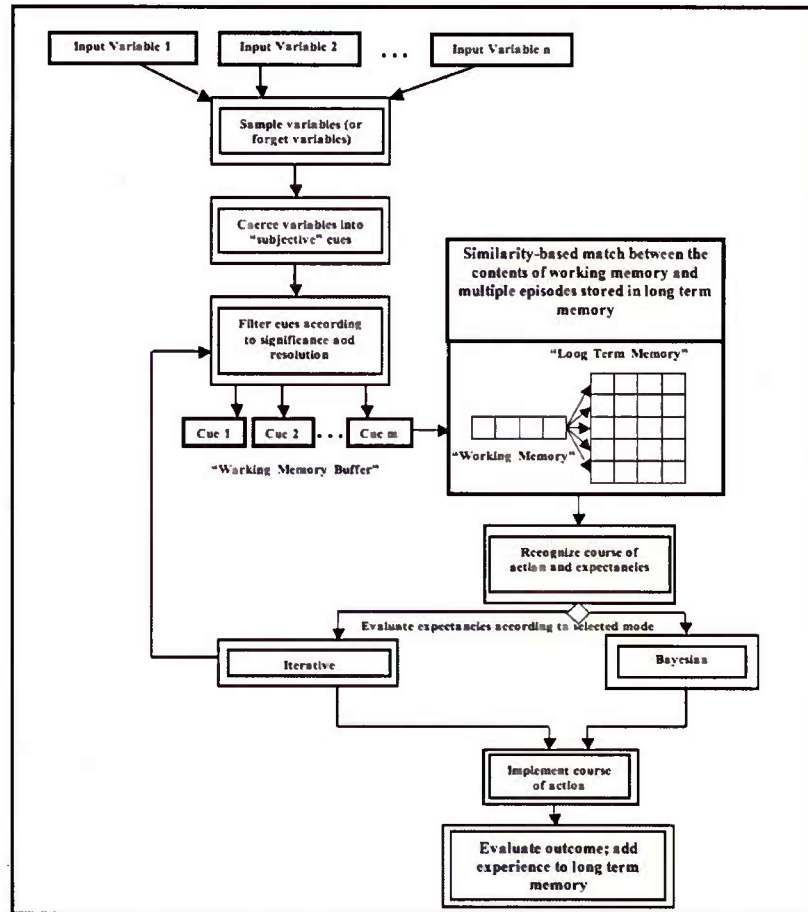 Input Variable 1
Input Variable 2
. . .
Input Variable n
Sample variables (or
forget variables)
Coerce variables into
“subjective” cues
Filter cues according
to significance and
resolution
Cue 1
Cue 2
. . .
Cue m
“Working Memory Buffer”
Similarity-based match between the
contents of working memory and
multiple episodes stored in long term
memory
“Long Term Memory”
“Working Memory”
Recognize course of
action and expectancies
Evaluate expectancies according to selected mode
Iterative
Bayesian
Implement course
of action
Evaluate outcome; add
experience to long term
memory